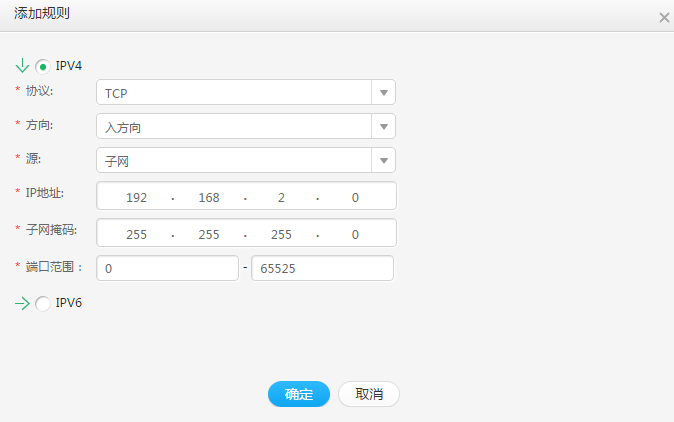 添加规则
IPV4
* 协议: TCP
* 方向: 入方向
* 源: 子网
* IP地址: 192 . 168 . 2 . 0
* 子网掩码: 255 . 255 . 255 . 0
* 端口范围： 0 - 65525
IPV6
确定 取消